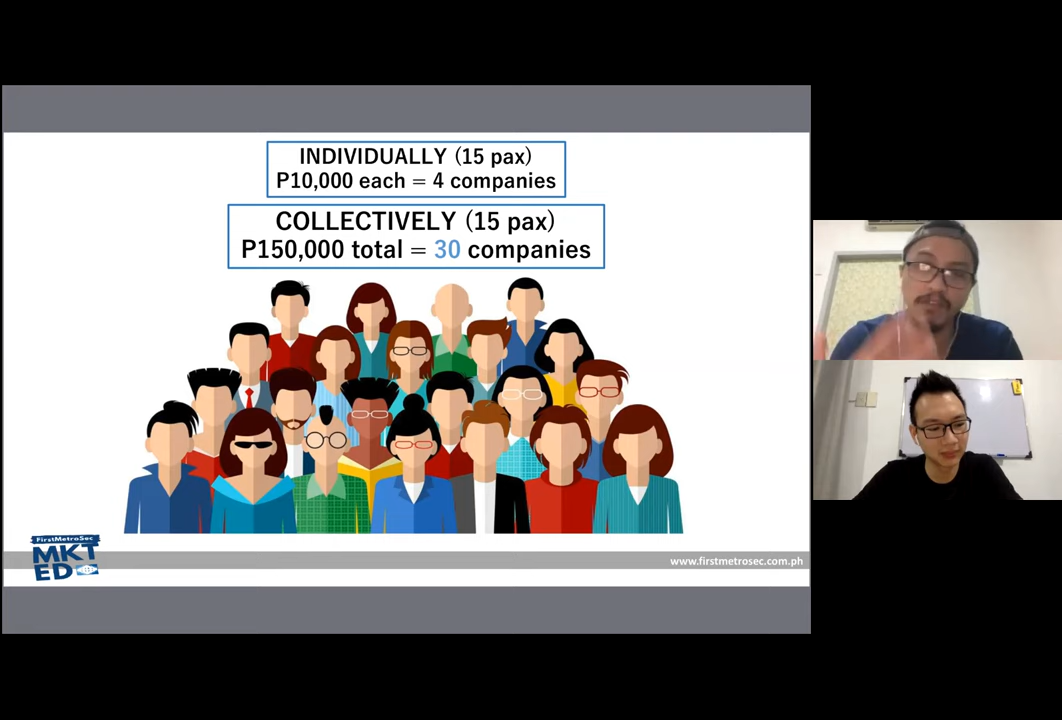 INDIVIDUALLY (15 pax)
P10,000 each = 4 companies
COLLECTIVELY (15 pax)
P150,000 total = 30 companies
FirstMetroSec
MKT
ED
www.firstmetrosec.com.ph